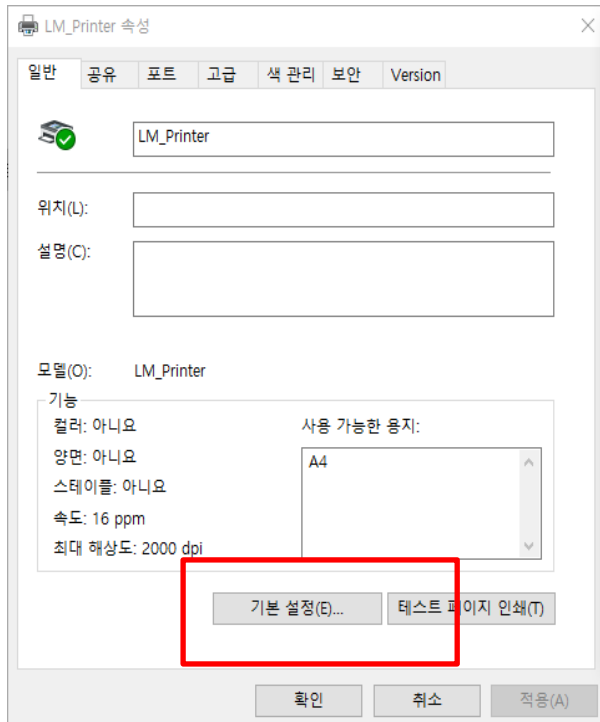 LM_Printer 속성
일반 공유 포트 고급 색 관리 보안 Version
LM_Printer
위치(L):
설명(C):
모델(O): LM_Printer
기능
컬러: 아니요
사용 가능한 용지:
양면: 아니요
A4
스테이플: 아니요
속도: 16 ppm
최대 해상도: 2000 dpi
기본 설정(E)... 테스트 페이지 인쇄(T)
확인 취소 적용(A)